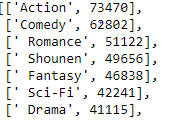 [['Action', 73470],
['Comedy', 62802],
[' Romance', 51122],
[' Shounen', 49656],
[' Fantasy', 46838],
[' Sci-Fi', 42241],
[' Drama', 41115],